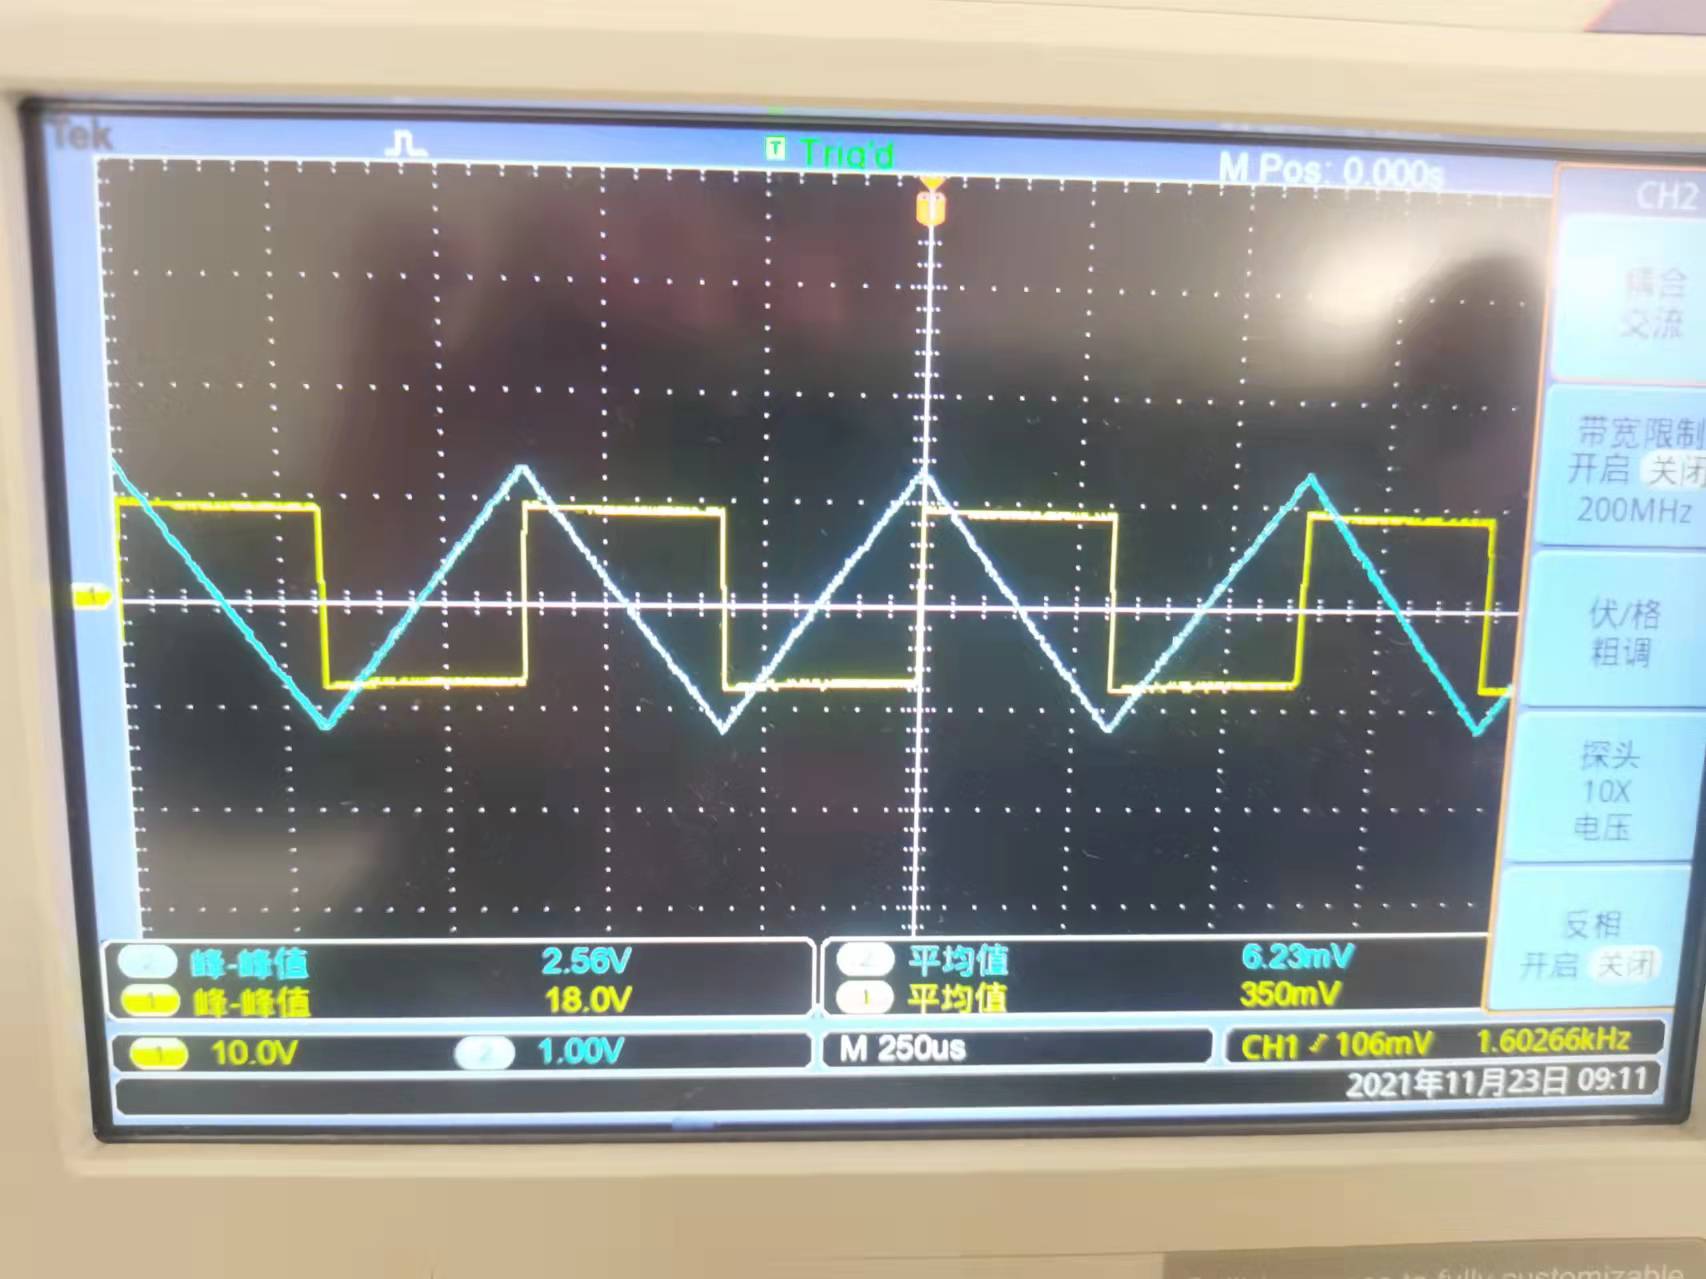 Tek
T Trig'd
M Pos: 0.000s
CH2
耦合
交流
带宽限制
开启 关闭
200MHz
伏/格
粗调
探头
10X
电压
反相
开启 关闭
1
2 峰-峰值 2.56V
1 峰-峰值 18.0V
2 平均值 6.23mV
1 平均值 350mV
1 10.0V 2 1.00V
M 250us
CH1 106mV 1.60266kHz
2021年11月23日 09:11
to fully customizable